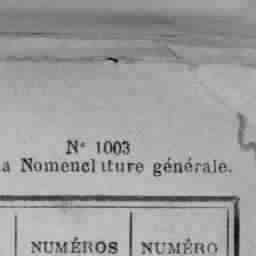 N° 1003
a Nomenclature générale.
NUMÉROS NUMÉRO